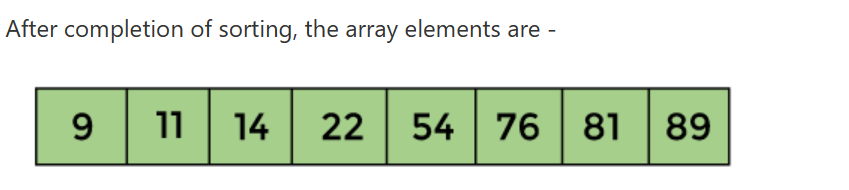 After completion of sorting, the array elements are -
9 11 14 22 54 76 81 89